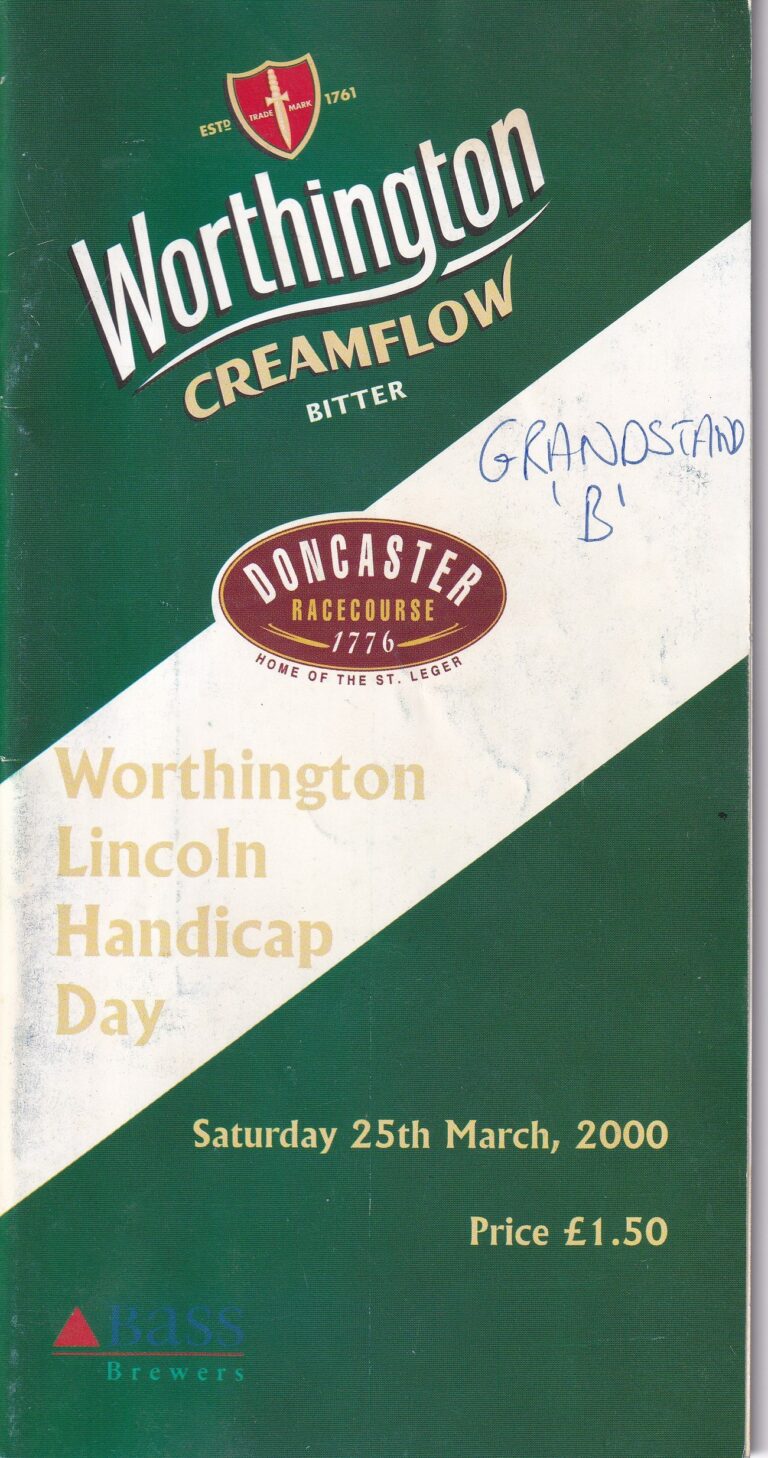 ESTD 1761
TRADE MARK
Worthington
CREAMFLOW
BITTER
GRANDSTAND
'B'
DONCASTER
RACECOURSE
1776
HOME OF THE ST. LEGER
Worthington
Lincoln
Handicap
Day
Saturday 25th March, 2000
Price £1.50
Bass
Brewers